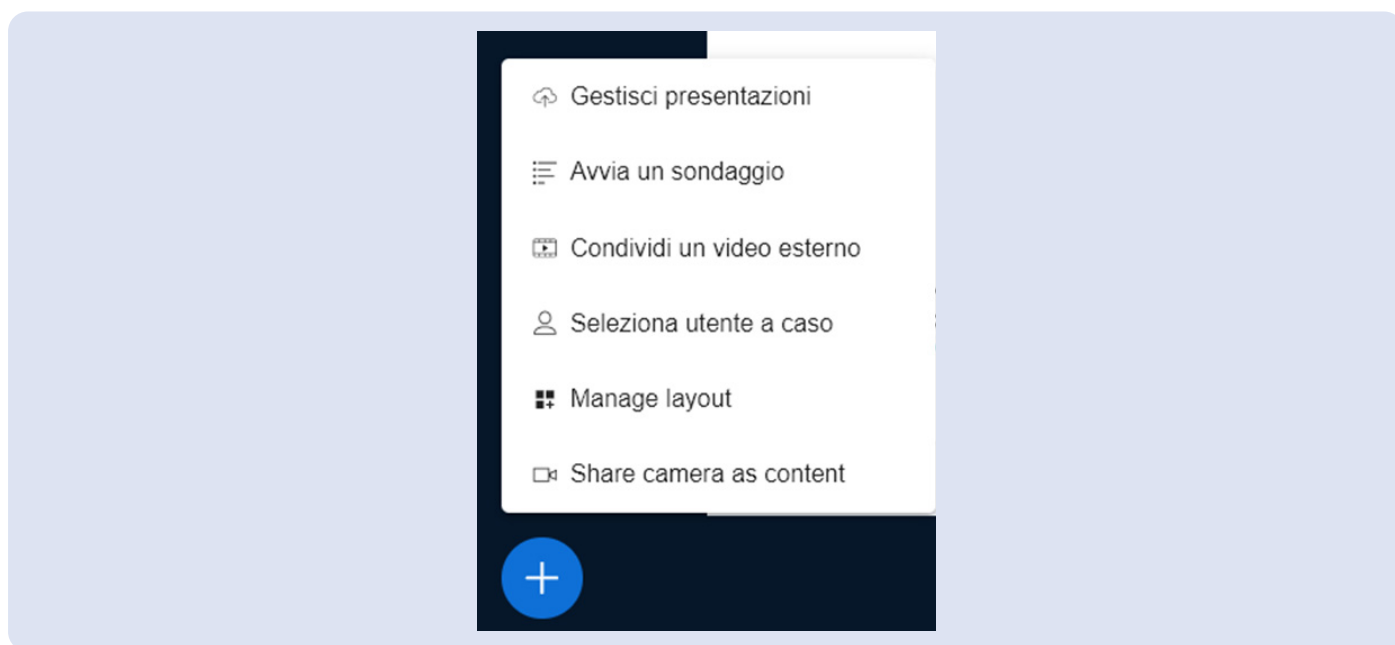 Gestisci presentazioni
Avvia un sondaggio
Condividi un video esterno
Seleziona utente a caso
Manage layout
Share camera as content